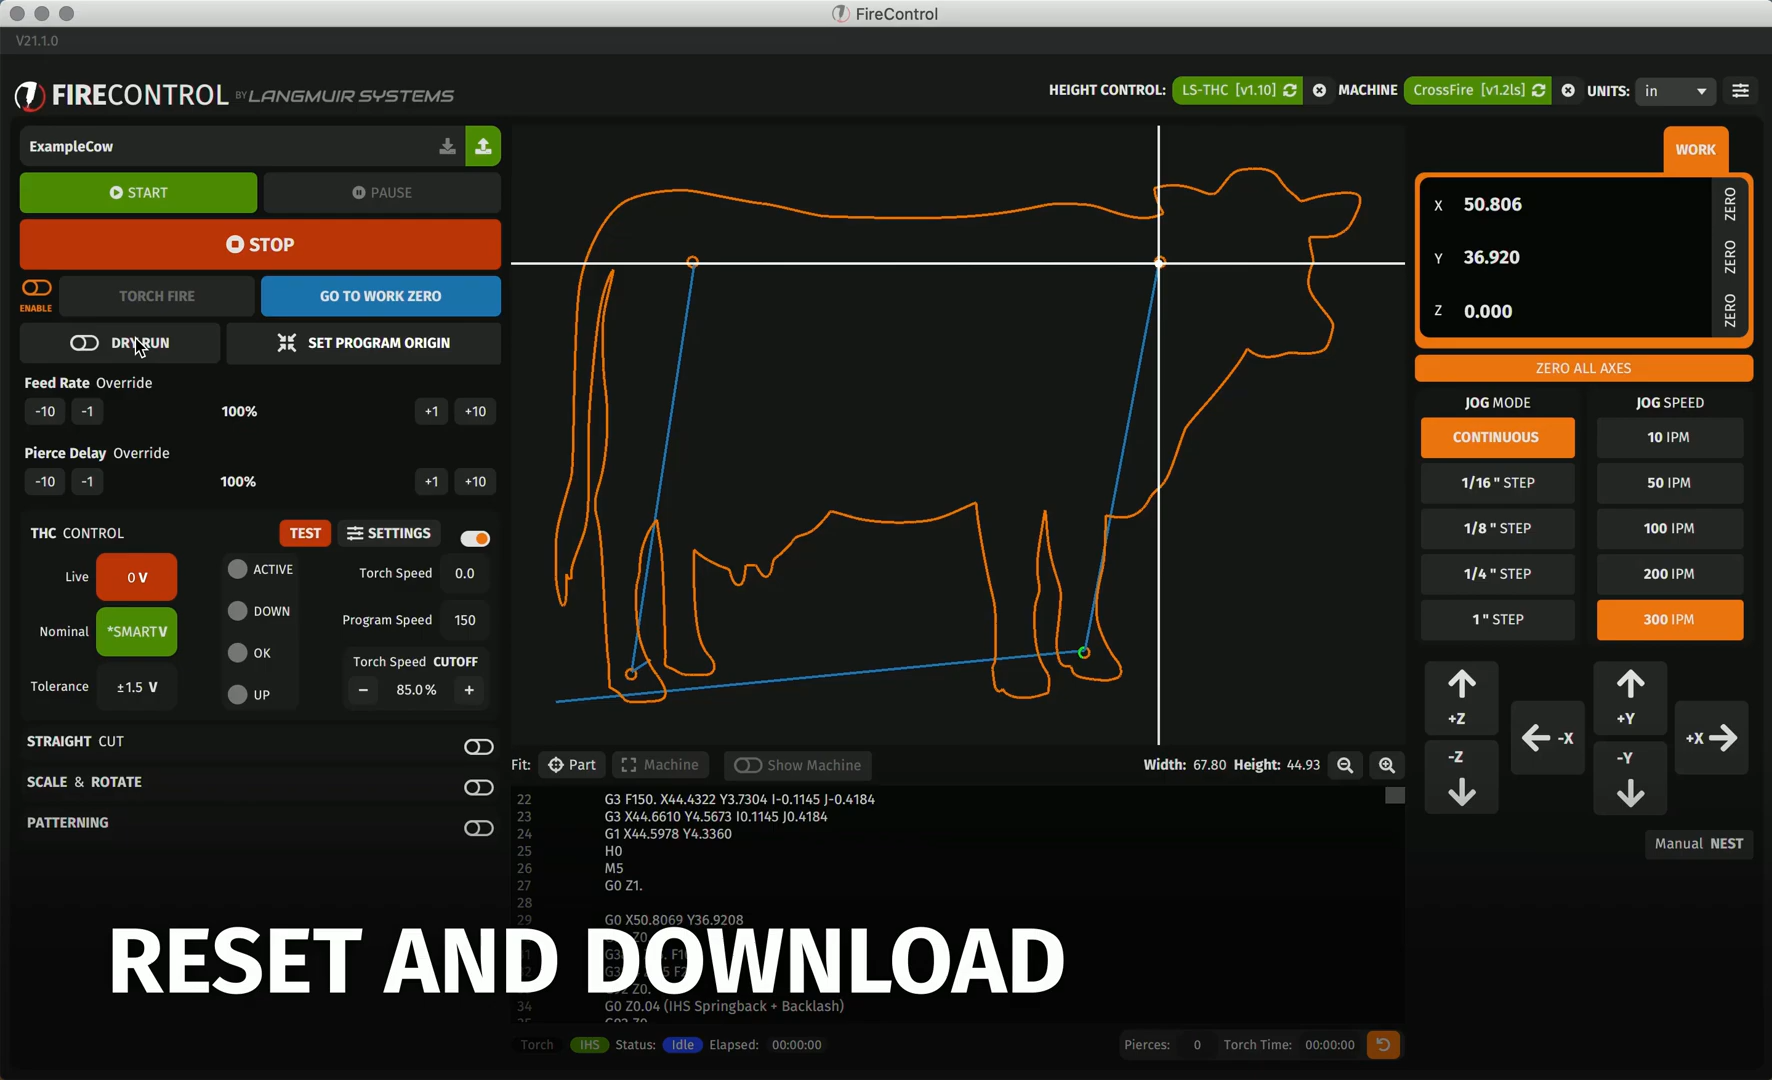 FireControl
V21.1.0
FIRECONTROL BY LANGMUIR SYSTEMS
HEIGHT CONTROL: LS-THC [v1.10] MACHINE CrossFire [v1.2ls] UNITS: in
ExampleCow
START PAUSE
STOP
ENABLE TORCH FIRE GO TO WORK ZERO
DRY RUN SET PROGRAM ORIGIN
Feed Rate Override
-10 -1 100% +1 +10
Pierce Delay Override
-10 -1 100% +1 +10
THC CONTROL TEST SETTINGS
Live 0 V ACTIVE Torch Speed 0.0
DOWN Program Speed 150
Nominal *SMART V
OK Torch Speed CUTOFF
Tolerance ±1.5 V UP - 85.0 % +
STRAIGHT CUT
SCALE & ROTATE
PATTERNING
WORK
X 50.806 ZERO
Y 36.920 ZERO
Z 0.000 ZERO
ZERO ALL AXES
JOG MODE JOG SPEED
CONTINUOUS 10 IPM
1/16 " STEP 50 IPM
1/8 " STEP 100 IPM
1/4 " STEP 200 IPM
1 " STEP 300 IPM
+Z +Y
-X +X
-Z -Y
Manual NEST
Fit: Part Machine Show Machine Width: 67.80 Height: 44.93
22 G3 F150. X44.4322 Y3.7304 I-0.1145 J-0.4184
23 G3 X44.6610 Y4.5673 I0.1145 J0.4184
24 G1 X44.5978 Y4.3360
25 H0
26 M5
27 G0 Z1.
28
29 G0 X50.8069 Y36.9208
34 G0 Z0.04 (IHS Springback + Backlash)
RESET AND DOWNLOAD
Torch IHS Status: Idle Elapsed: 00:00:00 Pierces: 0 Torch Time: 00:00:00